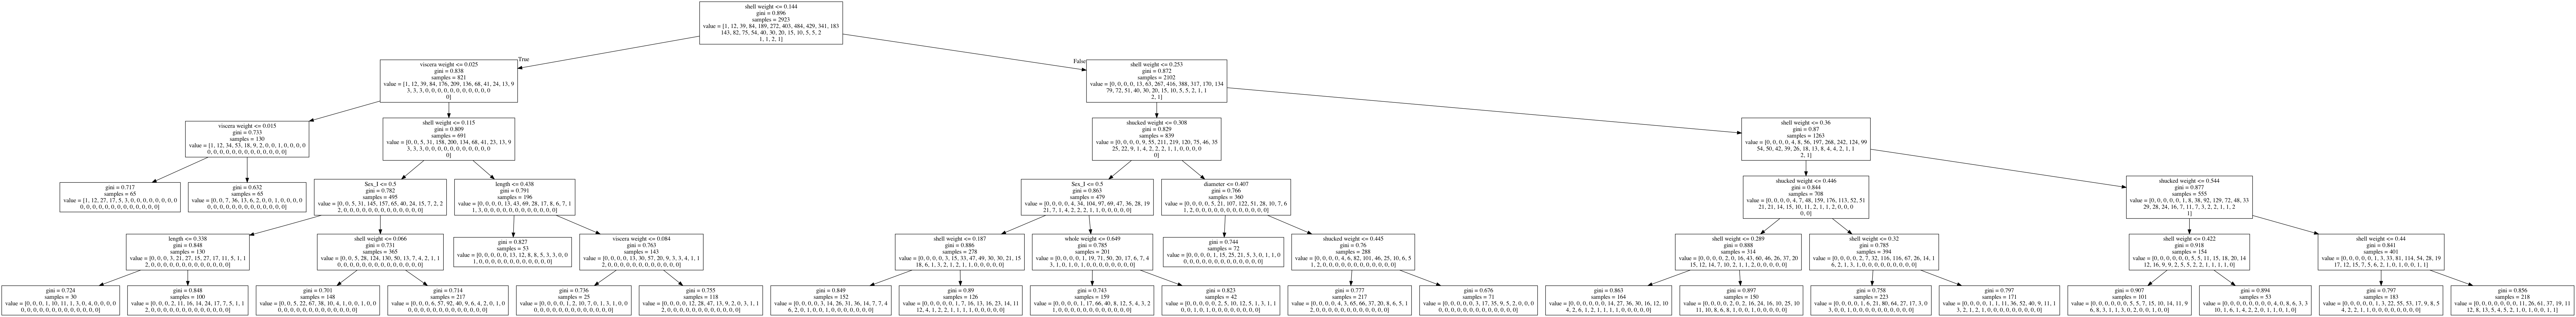 shell weight <= 0.144
gini = 0.896
samples = 2923
value = [1, 12, 39, 84, 189, 272, 403, 484, 429, 341, 183
143, 82, 75, 54, 40, 30, 20, 15, 10, 5, 5, 2
1, 1, 2, 1]
True
False
viscera weight <= 0.025
gini = 0.838
samples = 821
value = [1, 12, 39, 84, 176, 209, 136, 68, 41, 24, 13, 9
3, 3, 3, 0, 0, 0, 0, 0, 0, 0, 0, 0, 0, 0
0]
shell weight <= 0.253
gini = 0.872
samples = 2102
value = [0, 0, 0, 0, 13, 63, 267, 416, 388, 317, 170, 134
79, 72, 51, 40, 30, 20, 15, 10, 5, 5, 2, 1, 1
2, 1]
viscera weight <= 0.015
gini = 0.733
samples = 130
value = [1, 12, 34, 53, 18, 9, 2, 0, 0, 1, 0, 0, 0, 0
0, 0, 0, 0, 0, 0, 0, 0, 0, 0, 0, 0, 0]
shell weight <= 0.115
gini = 0.809
samples = 691
value = [0, 0, 5, 31, 158, 200, 134, 68, 41, 23, 13, 9
3, 3, 3, 0, 0, 0, 0, 0, 0, 0, 0, 0, 0, 0
0]
shucked weight <= 0.308
gini = 0.829
samples = 839
value = [0, 0, 0, 0, 9, 55, 211, 219, 120, 75, 46, 35
25, 22, 9, 1, 4, 2, 2, 2, 1, 1, 0, 0, 0, 0
0]
shell weight <= 0.36
gini = 0.87
samples = 1263
value = [0, 0, 0, 0, 4, 8, 56, 197, 268, 242, 124, 99
54, 50, 42, 39, 26, 18, 13, 8, 4, 4, 2, 1, 1
2, 1]
gini = 0.717
samples = 65
value = [1, 12, 27, 17, 5, 3, 0, 0, 0, 0, 0, 0, 0, 0
0, 0, 0, 0, 0, 0, 0, 0, 0, 0, 0, 0, 0]
gini = 0.632
samples = 65
value = [0, 0, 7, 36, 13, 6, 2, 0, 0, 1, 0, 0, 0, 0
0, 0, 0, 0, 0, 0, 0, 0, 0, 0, 0, 0, 0]
Sex_I <= 0.5
gini = 0.782
samples = 495
value = [0, 0, 5, 31, 145, 157, 65, 40, 24, 15, 7, 2, 2
2, 0, 0, 0, 0, 0, 0, 0, 0, 0, 0, 0, 0, 0]
length <= 0.438
gini = 0.791
samples = 196
value = [0, 0, 0, 0, 13, 43, 69, 28, 17, 8, 6, 7, 1
1, 3, 0, 0, 0, 0, 0, 0, 0, 0, 0, 0, 0, 0]
Sex_I <= 0.5
gini = 0.863
samples = 479
value = [0, 0, 0, 0, 4, 34, 104, 97, 69, 47, 36, 28, 19
21, 7, 1, 4, 2, 2, 2, 1, 1, 0, 0, 0, 0, 0]
diameter <= 0.407
gini = 0.766
samples = 360
value = [0, 0, 0, 0, 5, 21, 107, 122, 51, 28, 10, 7, 6
1, 2, 0, 0, 0, 0, 0, 0, 0, 0, 0, 0, 0, 0]
shucked weight <= 0.446
gini = 0.844
samples = 708
value = [0, 0, 0, 0, 4, 7, 48, 159, 176, 113, 52, 51
21, 21, 14, 15, 10, 11, 2, 1, 1, 2, 0, 0, 0
0, 0]
shucked weight <= 0.544
gini = 0.877
samples = 555
value = [0, 0, 0, 0, 0, 1, 8, 38, 92, 129, 72, 48, 33
29, 28, 24, 16, 7, 11, 7, 3, 2, 2, 1, 1, 2
1]
length <= 0.338
gini = 0.848
samples = 130
value = [0, 0, 0, 3, 21, 27, 15, 27, 17, 11, 5, 1, 1
2, 0, 0, 0, 0, 0, 0, 0, 0, 0, 0, 0, 0, 0]
shell weight <= 0.066
gini = 0.731
samples = 365
value = [0, 0, 5, 28, 124, 130, 50, 13, 7, 4, 2, 1, 1
0, 0, 0, 0, 0, 0, 0, 0, 0, 0, 0, 0, 0, 0]
gini = 0.827
samples = 53
value = [0, 0, 0, 0, 0, 13, 12, 8, 8, 5, 3, 3, 0, 0
1, 0, 0, 0, 0, 0, 0, 0, 0, 0, 0, 0, 0]
viscera weight <= 0.084
gini = 0.763
samples = 143
value = [0, 0, 0, 0, 13, 30, 57, 20, 9, 3, 3, 4, 1, 1
2, 0, 0, 0, 0, 0, 0, 0, 0, 0, 0, 0, 0]
shell weight <= 0.187
gini = 0.886
samples = 278
value = [0, 0, 0, 0, 3, 15, 33, 47, 49, 30, 30, 21, 15
18, 6, 1, 3, 2, 1, 2, 1, 1, 0, 0, 0, 0, 0]
whole weight <= 0.649
gini = 0.785
samples = 201
value = [0, 0, 0, 0, 1, 19, 71, 50, 20, 17, 6, 7, 4
3, 1, 0, 1, 0, 1, 0, 0, 0, 0, 0, 0, 0, 0]
gini = 0.744
samples = 72
value = [0, 0, 0, 0, 1, 15, 25, 21, 5, 3, 0, 1, 1, 0
0, 0, 0, 0, 0, 0, 0, 0, 0, 0, 0, 0, 0]
shucked weight <= 0.445
gini = 0.76
samples = 288
value = [0, 0, 0, 0, 4, 6, 82, 101, 46, 25, 10, 6, 5
1, 2, 0, 0, 0, 0, 0, 0, 0, 0, 0, 0, 0, 0]
shell weight <= 0.289
gini = 0.888
samples = 314
value = [0, 0, 0, 0, 2, 0, 16, 43, 60, 46, 26, 37, 20
15, 12, 14, 7, 10, 2, 1, 1, 2, 0, 0, 0, 0, 0]
shell weight <= 0.32
gini = 0.785
samples = 394
value = [0, 0, 0, 0, 2, 7, 32, 116, 116, 67, 26, 14, 1
6, 2, 1, 3, 1, 0, 0, 0, 0, 0, 0, 0, 0, 0]
shell weight <= 0.422
gini = 0.918
samples = 154
value = [0, 0, 0, 0, 0, 0, 5, 5, 11, 15, 18, 20, 14
12, 16, 9, 9, 2, 5, 5, 2, 2, 1, 1, 1, 1, 0]
shell weight <= 0.44
gini = 0.841
samples = 401
value = [0, 0, 0, 0, 0, 1, 3, 33, 81, 114, 54, 28, 19
17, 12, 15, 7, 5, 6, 2, 1, 0, 1, 0, 0, 1, 1]
gini = 0.724
samples = 30
value = [0, 0, 0, 1, 10, 11, 1, 3, 0, 4, 0, 0, 0, 0
0, 0, 0, 0, 0, 0, 0, 0, 0, 0, 0, 0, 0]
gini = 0.848
samples = 100
value = [0, 0, 0, 2, 11, 16, 14, 24, 17, 7, 5, 1, 1
2, 0, 0, 0, 0, 0, 0, 0, 0, 0, 0, 0, 0, 0]
gini = 0.701
samples = 148
value = [0, 0, 5, 22, 67, 38, 10, 4, 1, 0, 0, 1, 0, 0
0, 0, 0, 0, 0, 0, 0, 0, 0, 0, 0, 0, 0]
gini = 0.714
samples = 217
value = [0, 0, 0, 6, 57, 92, 40, 9, 6, 4, 2, 0, 1, 0
0, 0, 0, 0, 0, 0, 0, 0, 0, 0, 0, 0, 0]
gini = 0.736
samples = 25
value = [0, 0, 0, 0, 1, 2, 10, 7, 0, 1, 3, 1, 0, 0
0, 0, 0, 0, 0, 0, 0, 0, 0, 0, 0, 0, 0]
gini = 0.755
samples = 118
value = [0, 0, 0, 0, 12, 28, 47, 13, 9, 2, 0, 3, 1, 1
2, 0, 0, 0, 0, 0, 0, 0, 0, 0, 0, 0, 0]
gini = 0.849
samples = 152
value = [0, 0, 0, 0, 3, 14, 26, 31, 36, 14, 7, 7, 4
6, 2, 0, 1, 0, 0, 1, 0, 0, 0, 0, 0, 0, 0]
gini = 0.89
samples = 126
value = [0, 0, 0, 0, 0, 1, 7, 16, 13, 16, 23, 14, 11
12, 4, 1, 2, 2, 1, 1, 1, 1, 0, 0, 0, 0, 0]
gini = 0.743
samples = 159
value = [0, 0, 0, 0, 1, 17, 66, 40, 8, 12, 5, 4, 3, 2
1, 0, 0, 0, 0, 0, 0, 0, 0, 0, 0, 0, 0]
gini = 0.823
samples = 42
value = [0, 0, 0, 0, 0, 2, 5, 10, 12, 5, 1, 3, 1, 1
0, 0, 1, 0, 1, 0, 0, 0, 0, 0, 0, 0, 0]
gini = 0.777
samples = 217
value = [0, 0, 0, 0, 4, 3, 65, 66, 37, 20, 8, 6, 5, 1
2, 0, 0, 0, 0, 0, 0, 0, 0, 0, 0, 0, 0]
gini = 0.676
samples = 71
value = [0, 0, 0, 0, 0, 3, 17, 35, 9, 5, 2, 0, 0, 0
0, 0, 0, 0, 0, 0, 0, 0, 0, 0, 0, 0, 0]
gini = 0.863
samples = 164
value = [0, 0, 0, 0, 0, 0, 14, 27, 36, 30, 16, 12, 10
4, 2, 6, 1, 2, 1, 1, 1, 1, 0, 0, 0, 0, 0]
gini = 0.897
samples = 150
value = [0, 0, 0, 0, 2, 0, 2, 16, 24, 16, 10, 25, 10
11, 10, 8, 6, 8, 1, 0, 0, 1, 0, 0, 0, 0, 0]
gini = 0.758
samples = 223
value = [0, 0, 0, 0, 1, 6, 21, 80, 64, 27, 17, 3, 0
3, 0, 0, 1, 0, 0, 0, 0, 0, 0, 0, 0, 0, 0]
gini = 0.797
samples = 171
value = [0, 0, 0, 0, 1, 1, 11, 36, 52, 40, 9, 11, 1
3, 2, 1, 2, 1, 0, 0, 0, 0, 0, 0, 0, 0, 0]
gini = 0.907
samples = 101
value = [0, 0, 0, 0, 0, 0, 5, 5, 7, 15, 10, 14, 11, 9
6, 8, 3, 1, 1, 3, 0, 2, 0, 0, 1, 0, 0]
gini = 0.894
samples = 53
value = [0, 0, 0, 0, 0, 0, 0, 0, 4, 0, 8, 6, 3, 3
10, 1, 6, 1, 4, 2, 2, 0, 1, 1, 0, 1, 0]
gini = 0.797
samples = 183
value = [0, 0, 0, 0, 0, 1, 3, 22, 55, 53, 17, 9, 8, 5
4, 2, 2, 1, 1, 0, 0, 0, 0, 0, 0, 0, 0]
gini = 0.856
samples = 218
value = [0, 0, 0, 0, 0, 0, 0, 11, 26, 61, 37, 19, 11
12, 8, 13, 5, 4, 5, 2, 1, 0, 1, 0, 0, 1, 1]